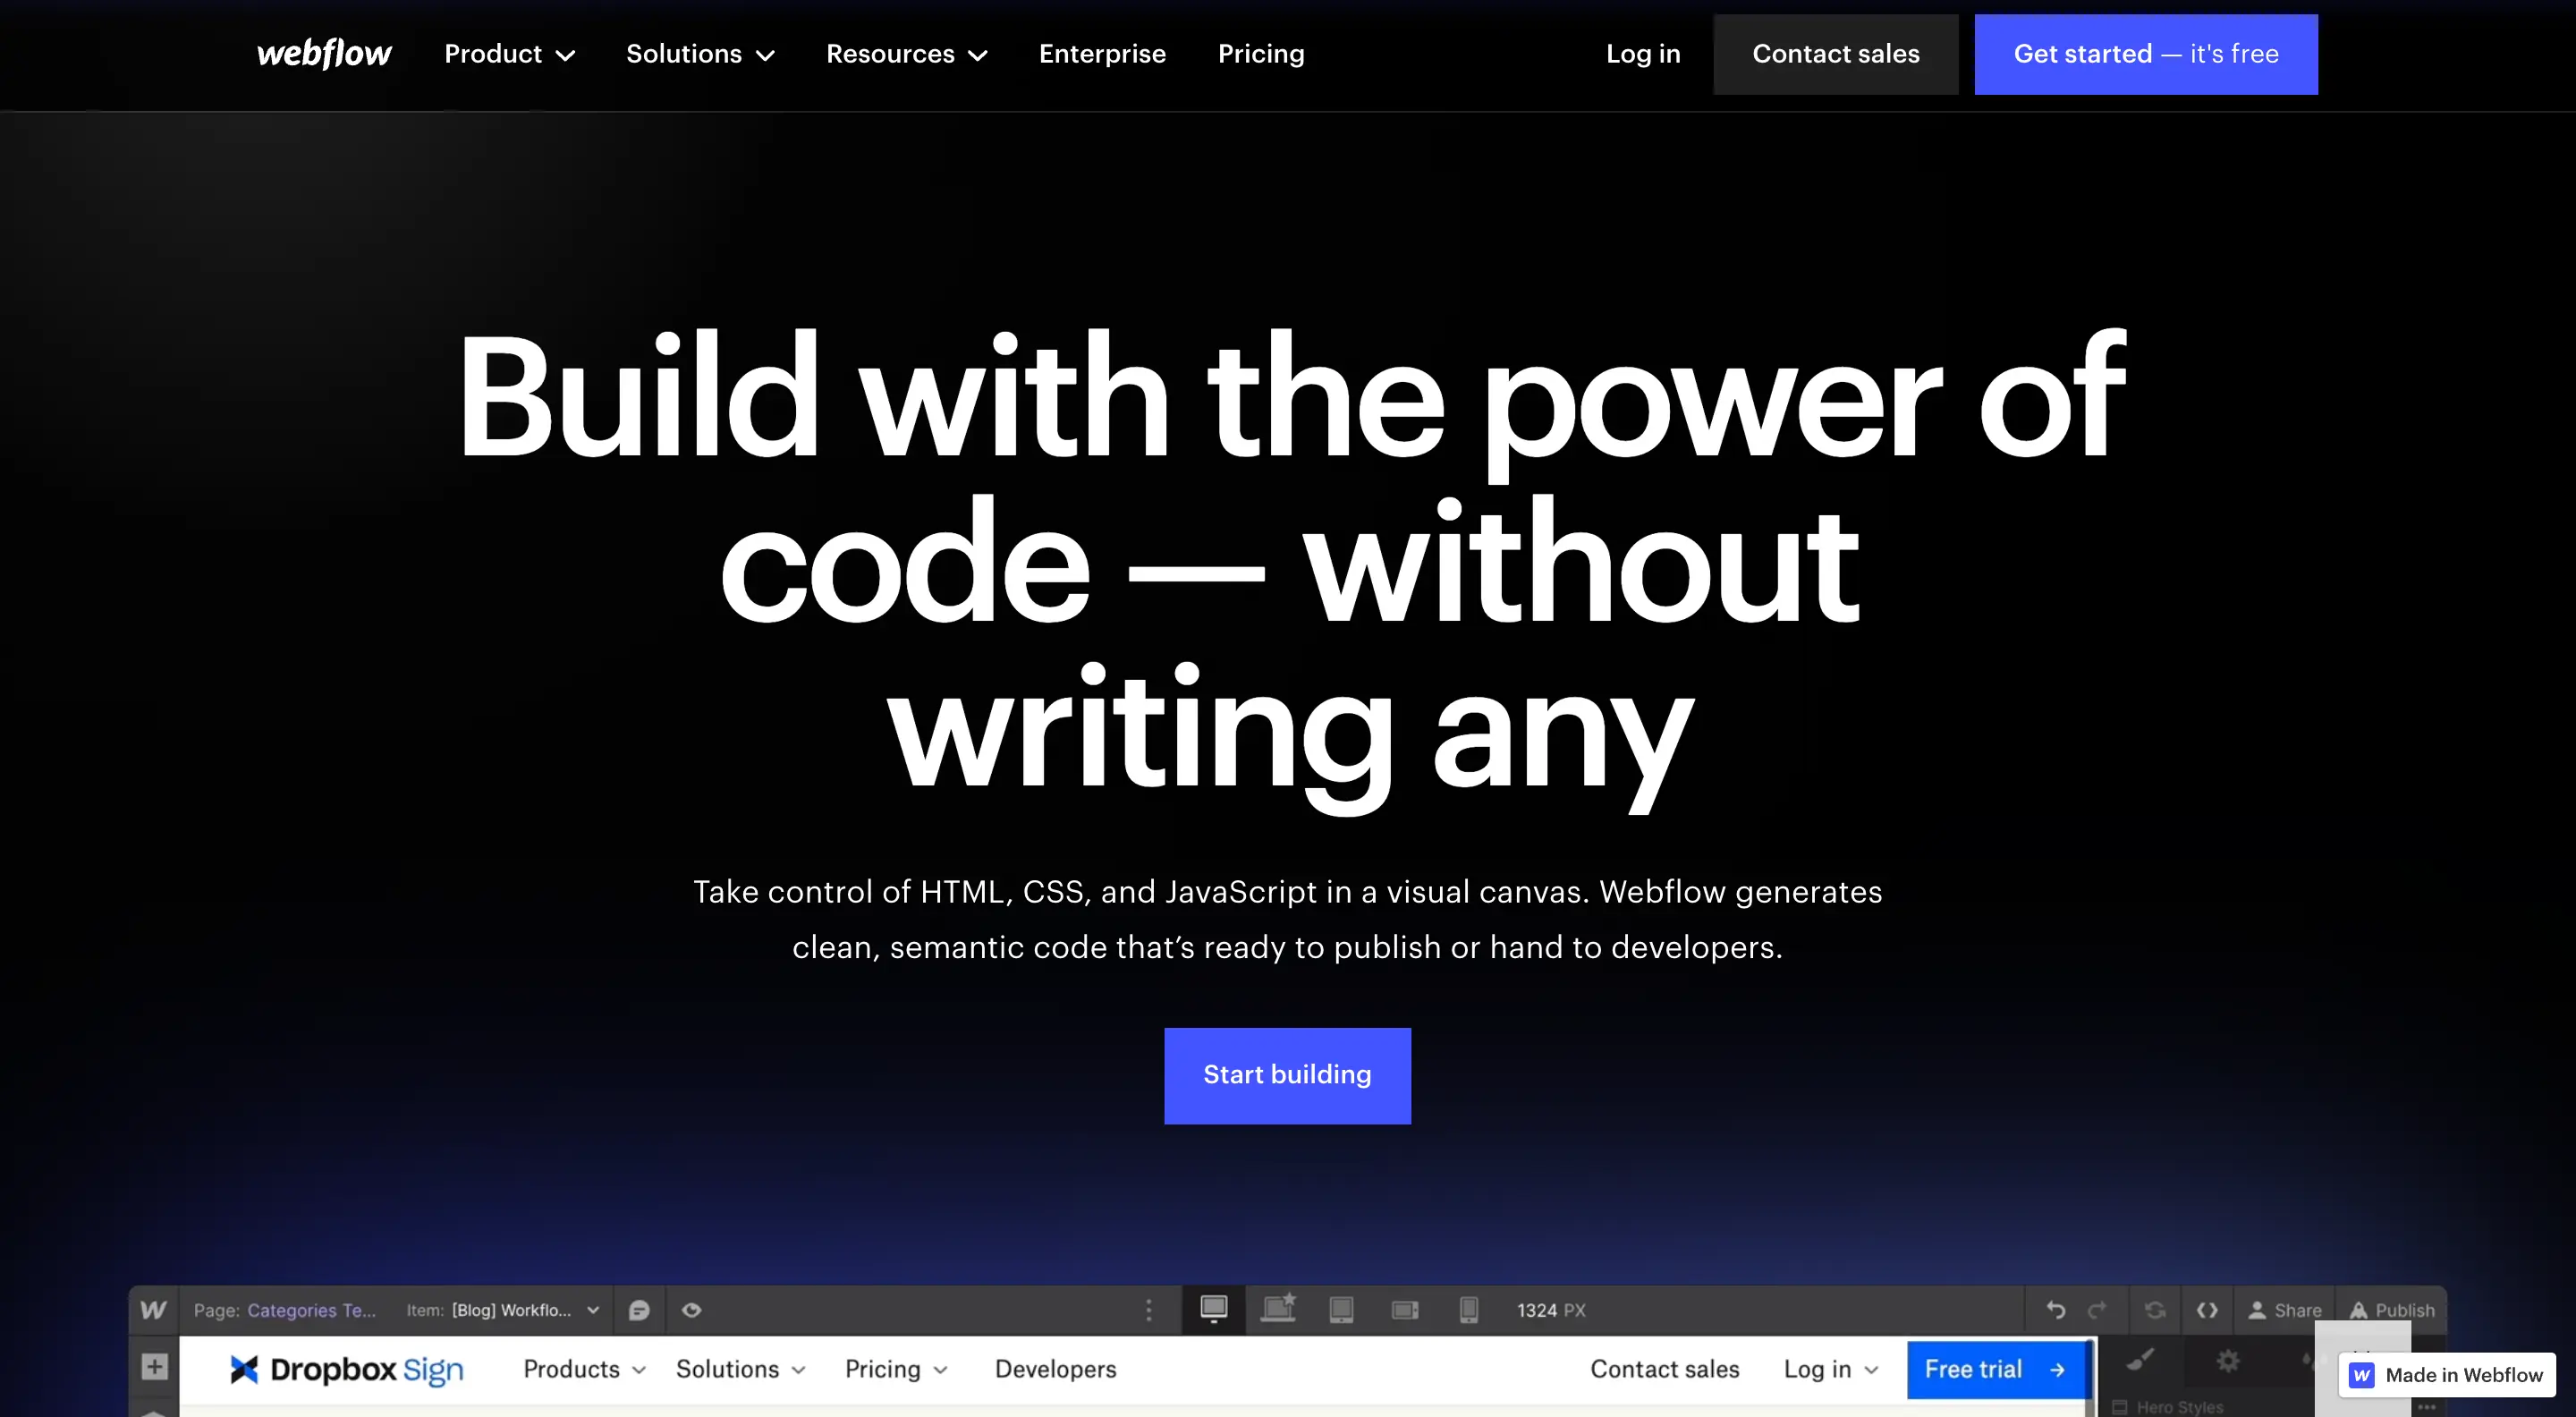 webflow Product Solutions Resources Enterprise Pricing Log in Contact sales Get started — it's free
Build with the power of
code — without
writing any
Take control of HTML, CSS, and JavaScript in a visual canvas. Webflow generates
clean, semantic code that’s ready to publish or hand to developers.
Start building
W Page: Categories Te... Item: [Blog] Workflo... 1324 PX Share Publish
Dropbox Sign Products Solutions Pricing Developers Contact sales Log in Free trial →
W Made in Webflow
Hero Styles